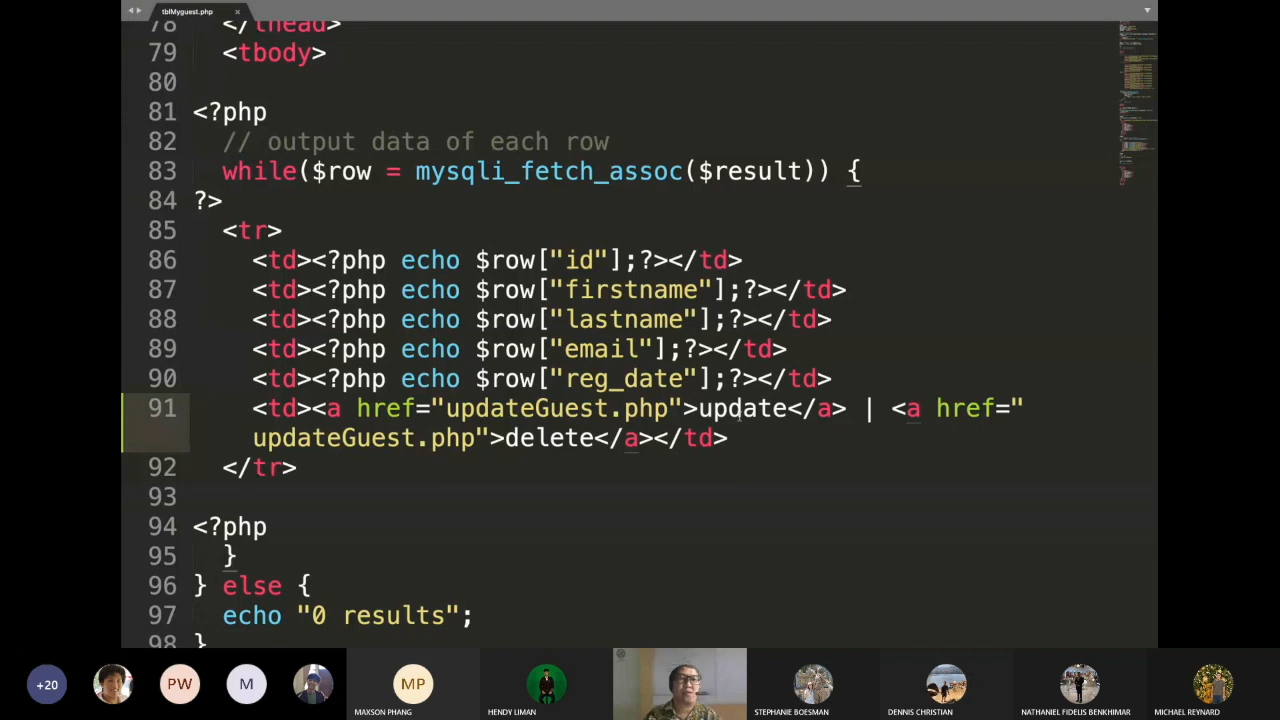 tblMyguest.php
78 </thead>
79 <tbody>
80
81 <?php
82 // output data of each row
83 while($row = mysqli_fetch_assoc($result)) {
84 ?>
85 <tr>
86 <td><?php echo $row["id"];?></td>
87 <td><?php echo $row["firstname"];?></td>
88 <td><?php echo $row["lastname"];?></td>
89 <td><?php echo $row["email"];?></td>
90 <td><?php echo $row["reg_date"];?></td>
91 <td><a href="updateGuest.php">update</a> | <a href="
updateGuest.php">delete</a></td>
92 </tr>
93
94 <?php
95 }
96 } else {
97 echo "0 results";
98 }
+20 PW M MP
MAXSON PHANG HENDY LIMAN STEPHANIE BOESMAN DENNIS CHRISTIAN NATHANIEL FIDELIS BENKHIMAR MICHAEL REYNARD